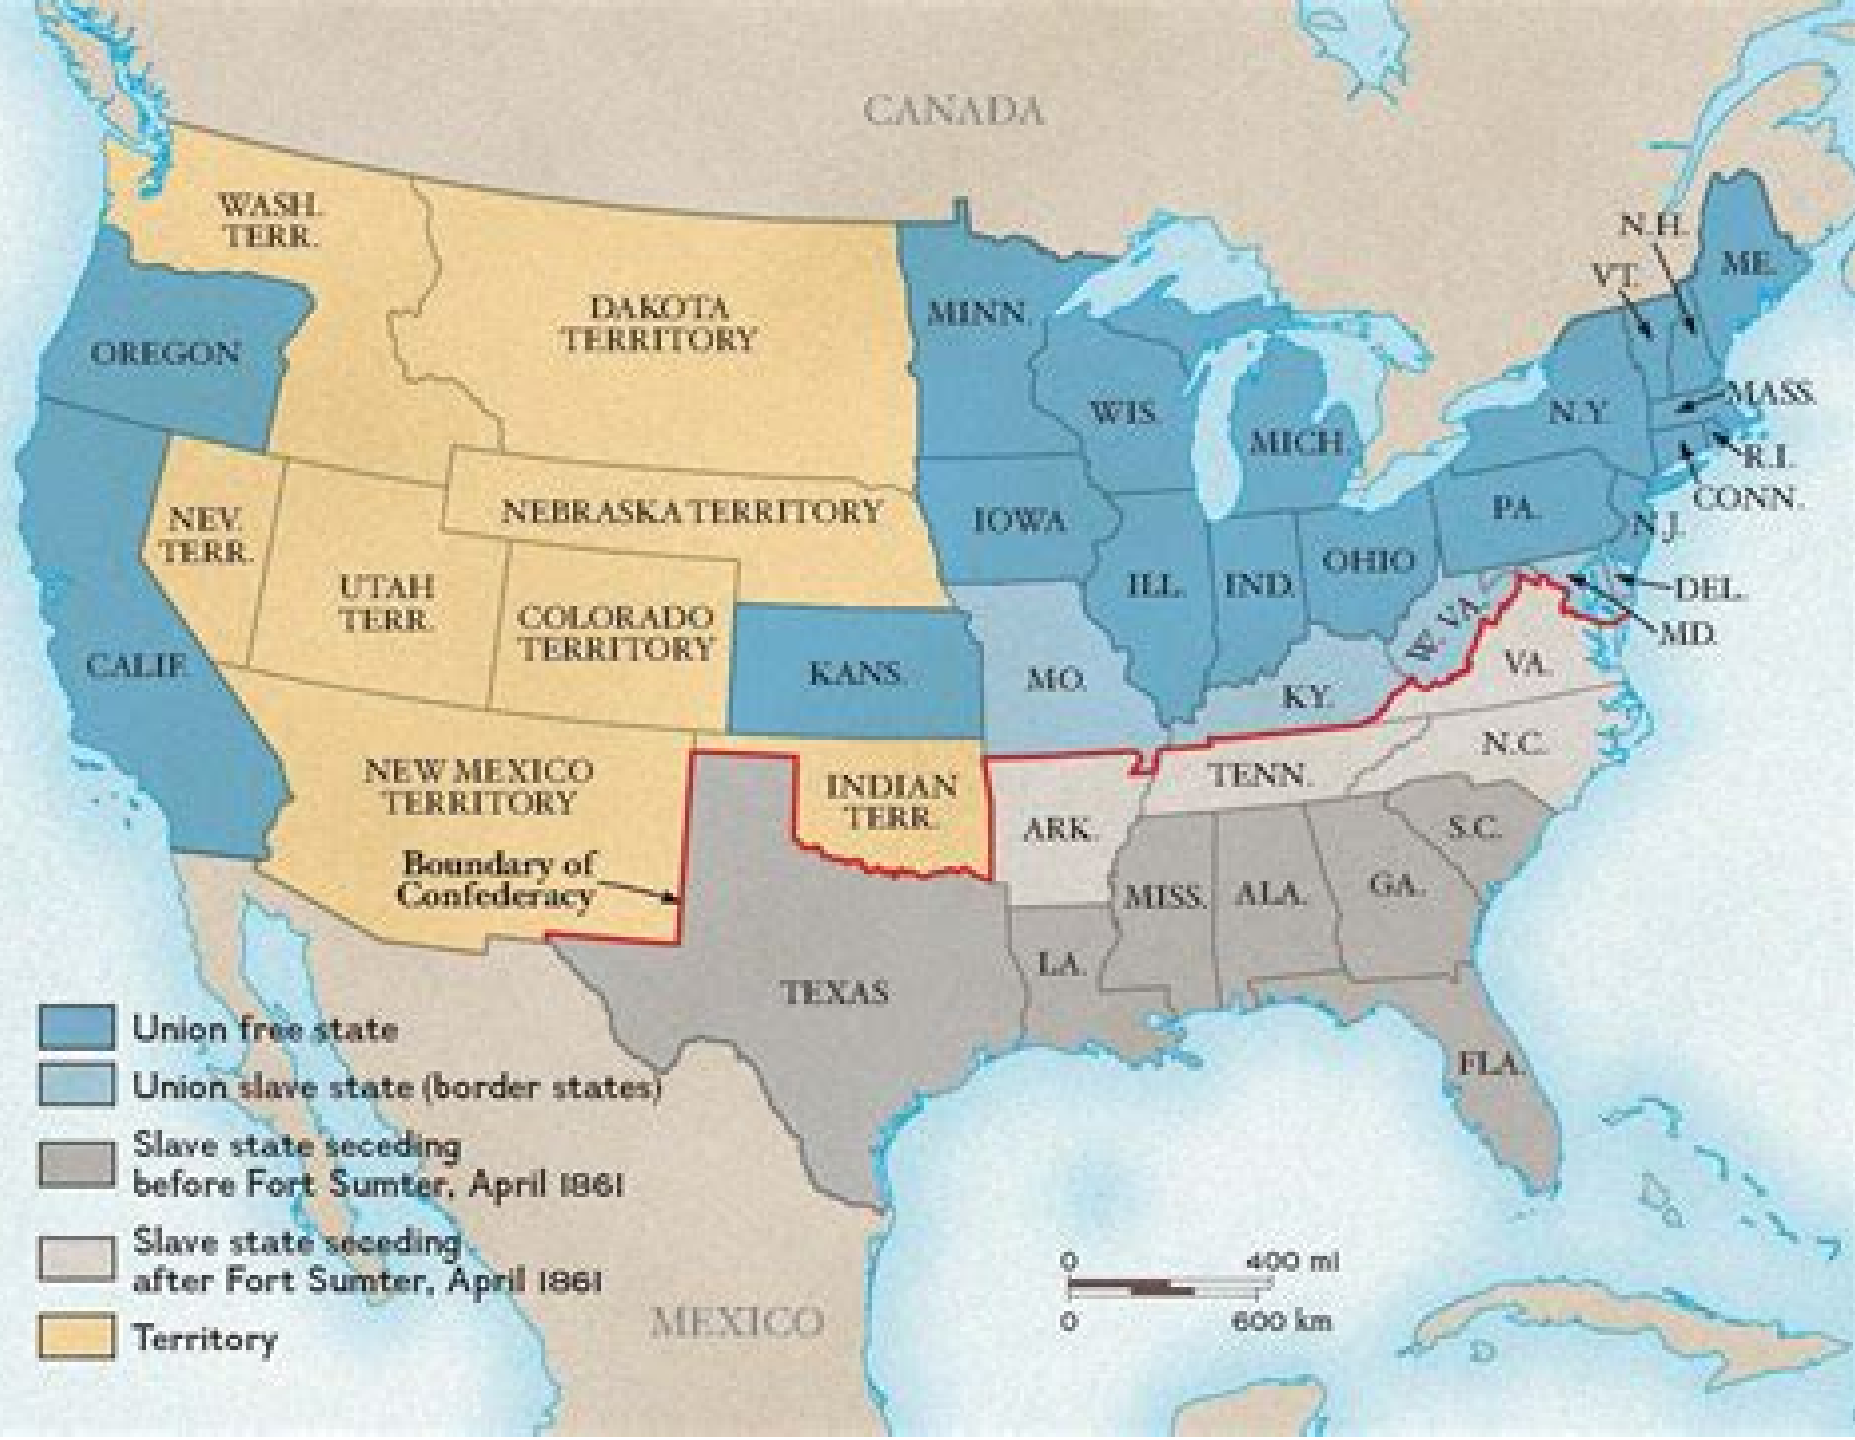 CANADA
WASH.
TERR.
N.H.
VT.
ME.
DAKOTA
TERRITORY
MINN.
OREGON
WIS.
MICH.
N.Y.
MASS.
R.I.
CONN.
NEV.
TERR.
NEBRASKA TERRITORY
IOWA
PA.
N.J.
UTAH
TERR.
COLORADO
TERRITORY
ILL.
IND.
OHIO
DEL.
MD.
W. VA.
VA.
CALIF.
KANS.
MO.
KY.
NEW MEXICO
TERRITORY
INDIAN
TERR.
TENN.
N.C.
ARK.
S.C.
Boundary of
Confederacy
MISS.
ALA.
GA.
TEXAS
LA.
FLA.
Union free state
Union slave state (border states)
Slave state seceding
before Fort Sumter, April 1861
Slave state seceding
after Fort Sumter, April 1861
Territory
0 400 mi
0 600 km
MEXICO